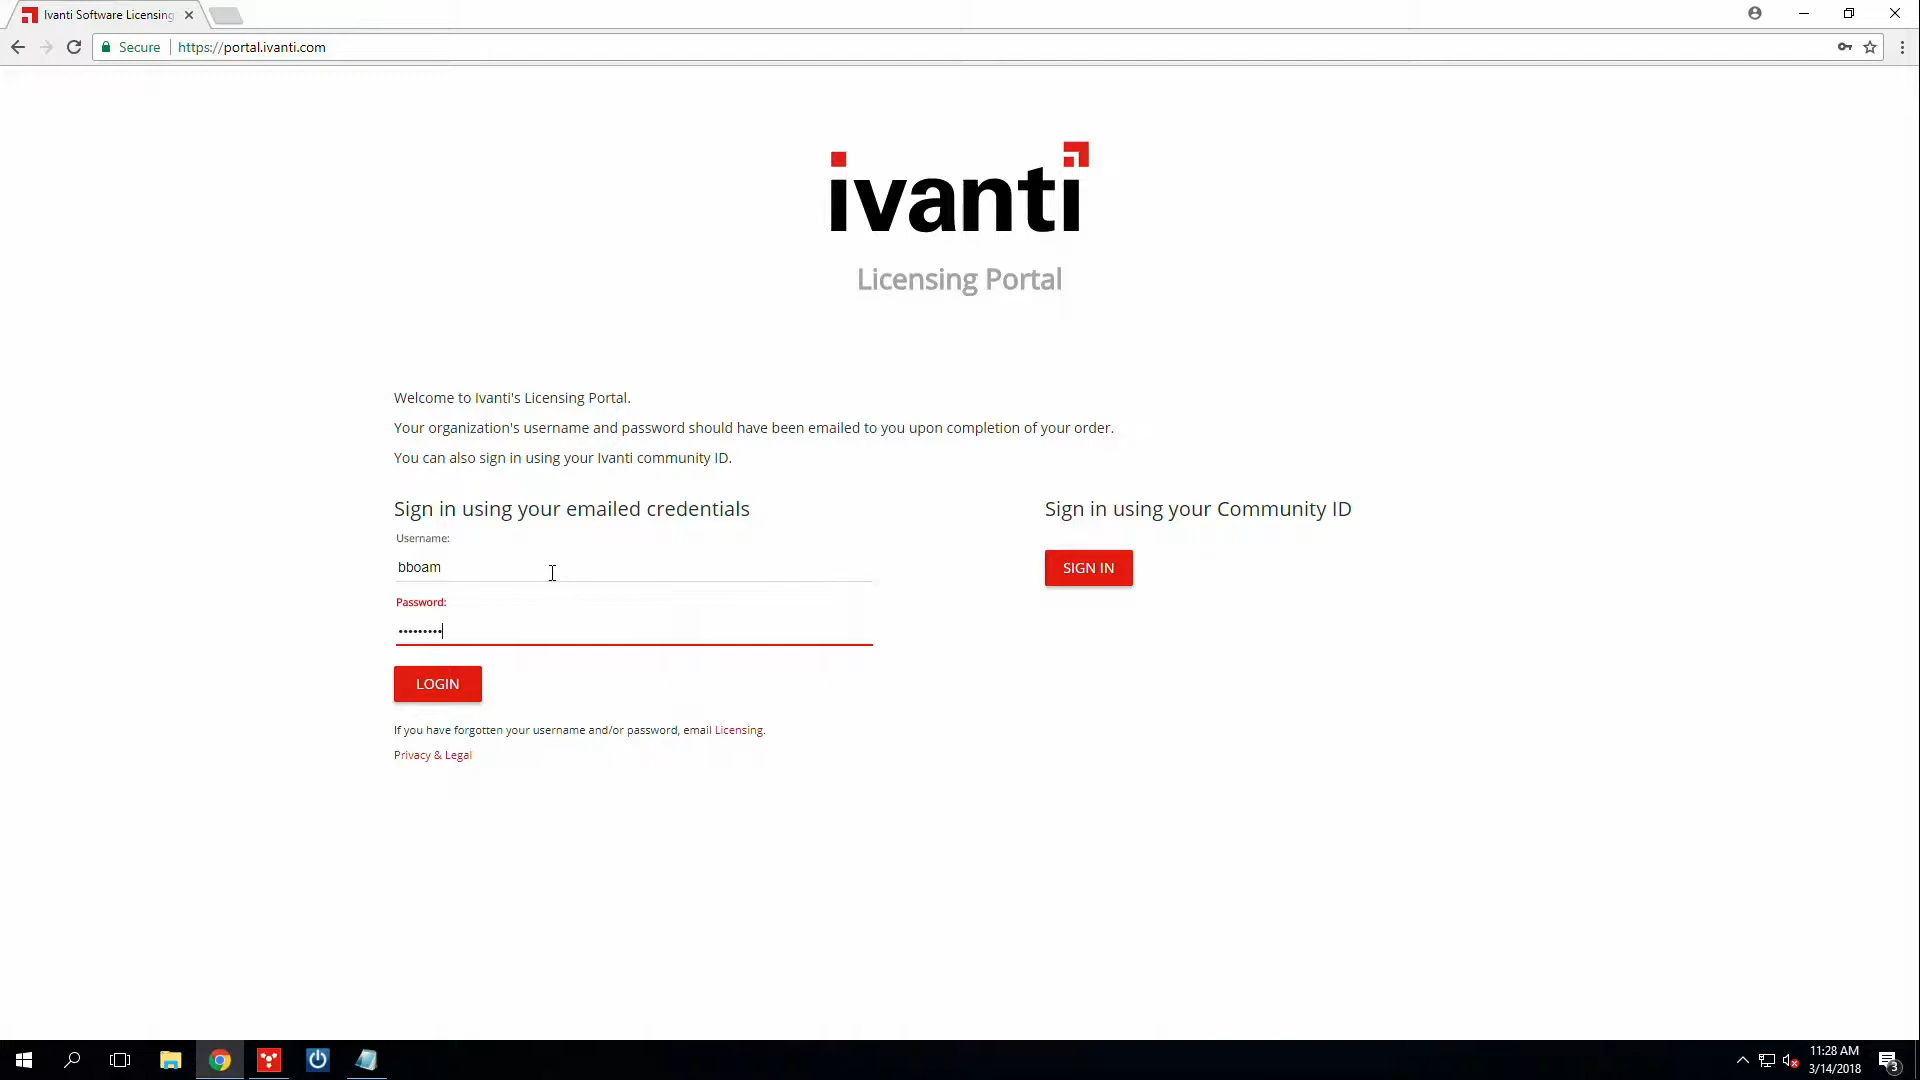 Ivanti Software Licensing
Secure
https://portal.ivanti.com
ivanti
Licensing Portal
Welcome to Ivanti's Licensing Portal.
Your organization's username and password should have been emailed to you upon completion of your order.
You can also sign in using your Ivanti community ID.
Sign in using your emailed credentials
Username:
bboam
Password:
•••••••••
LOGIN
If you have forgotten your username and/or password, email Licensing.
Privacy & Legal
Sign in using your Community ID
SIGN IN
11:28 AM
3/14/2018
3